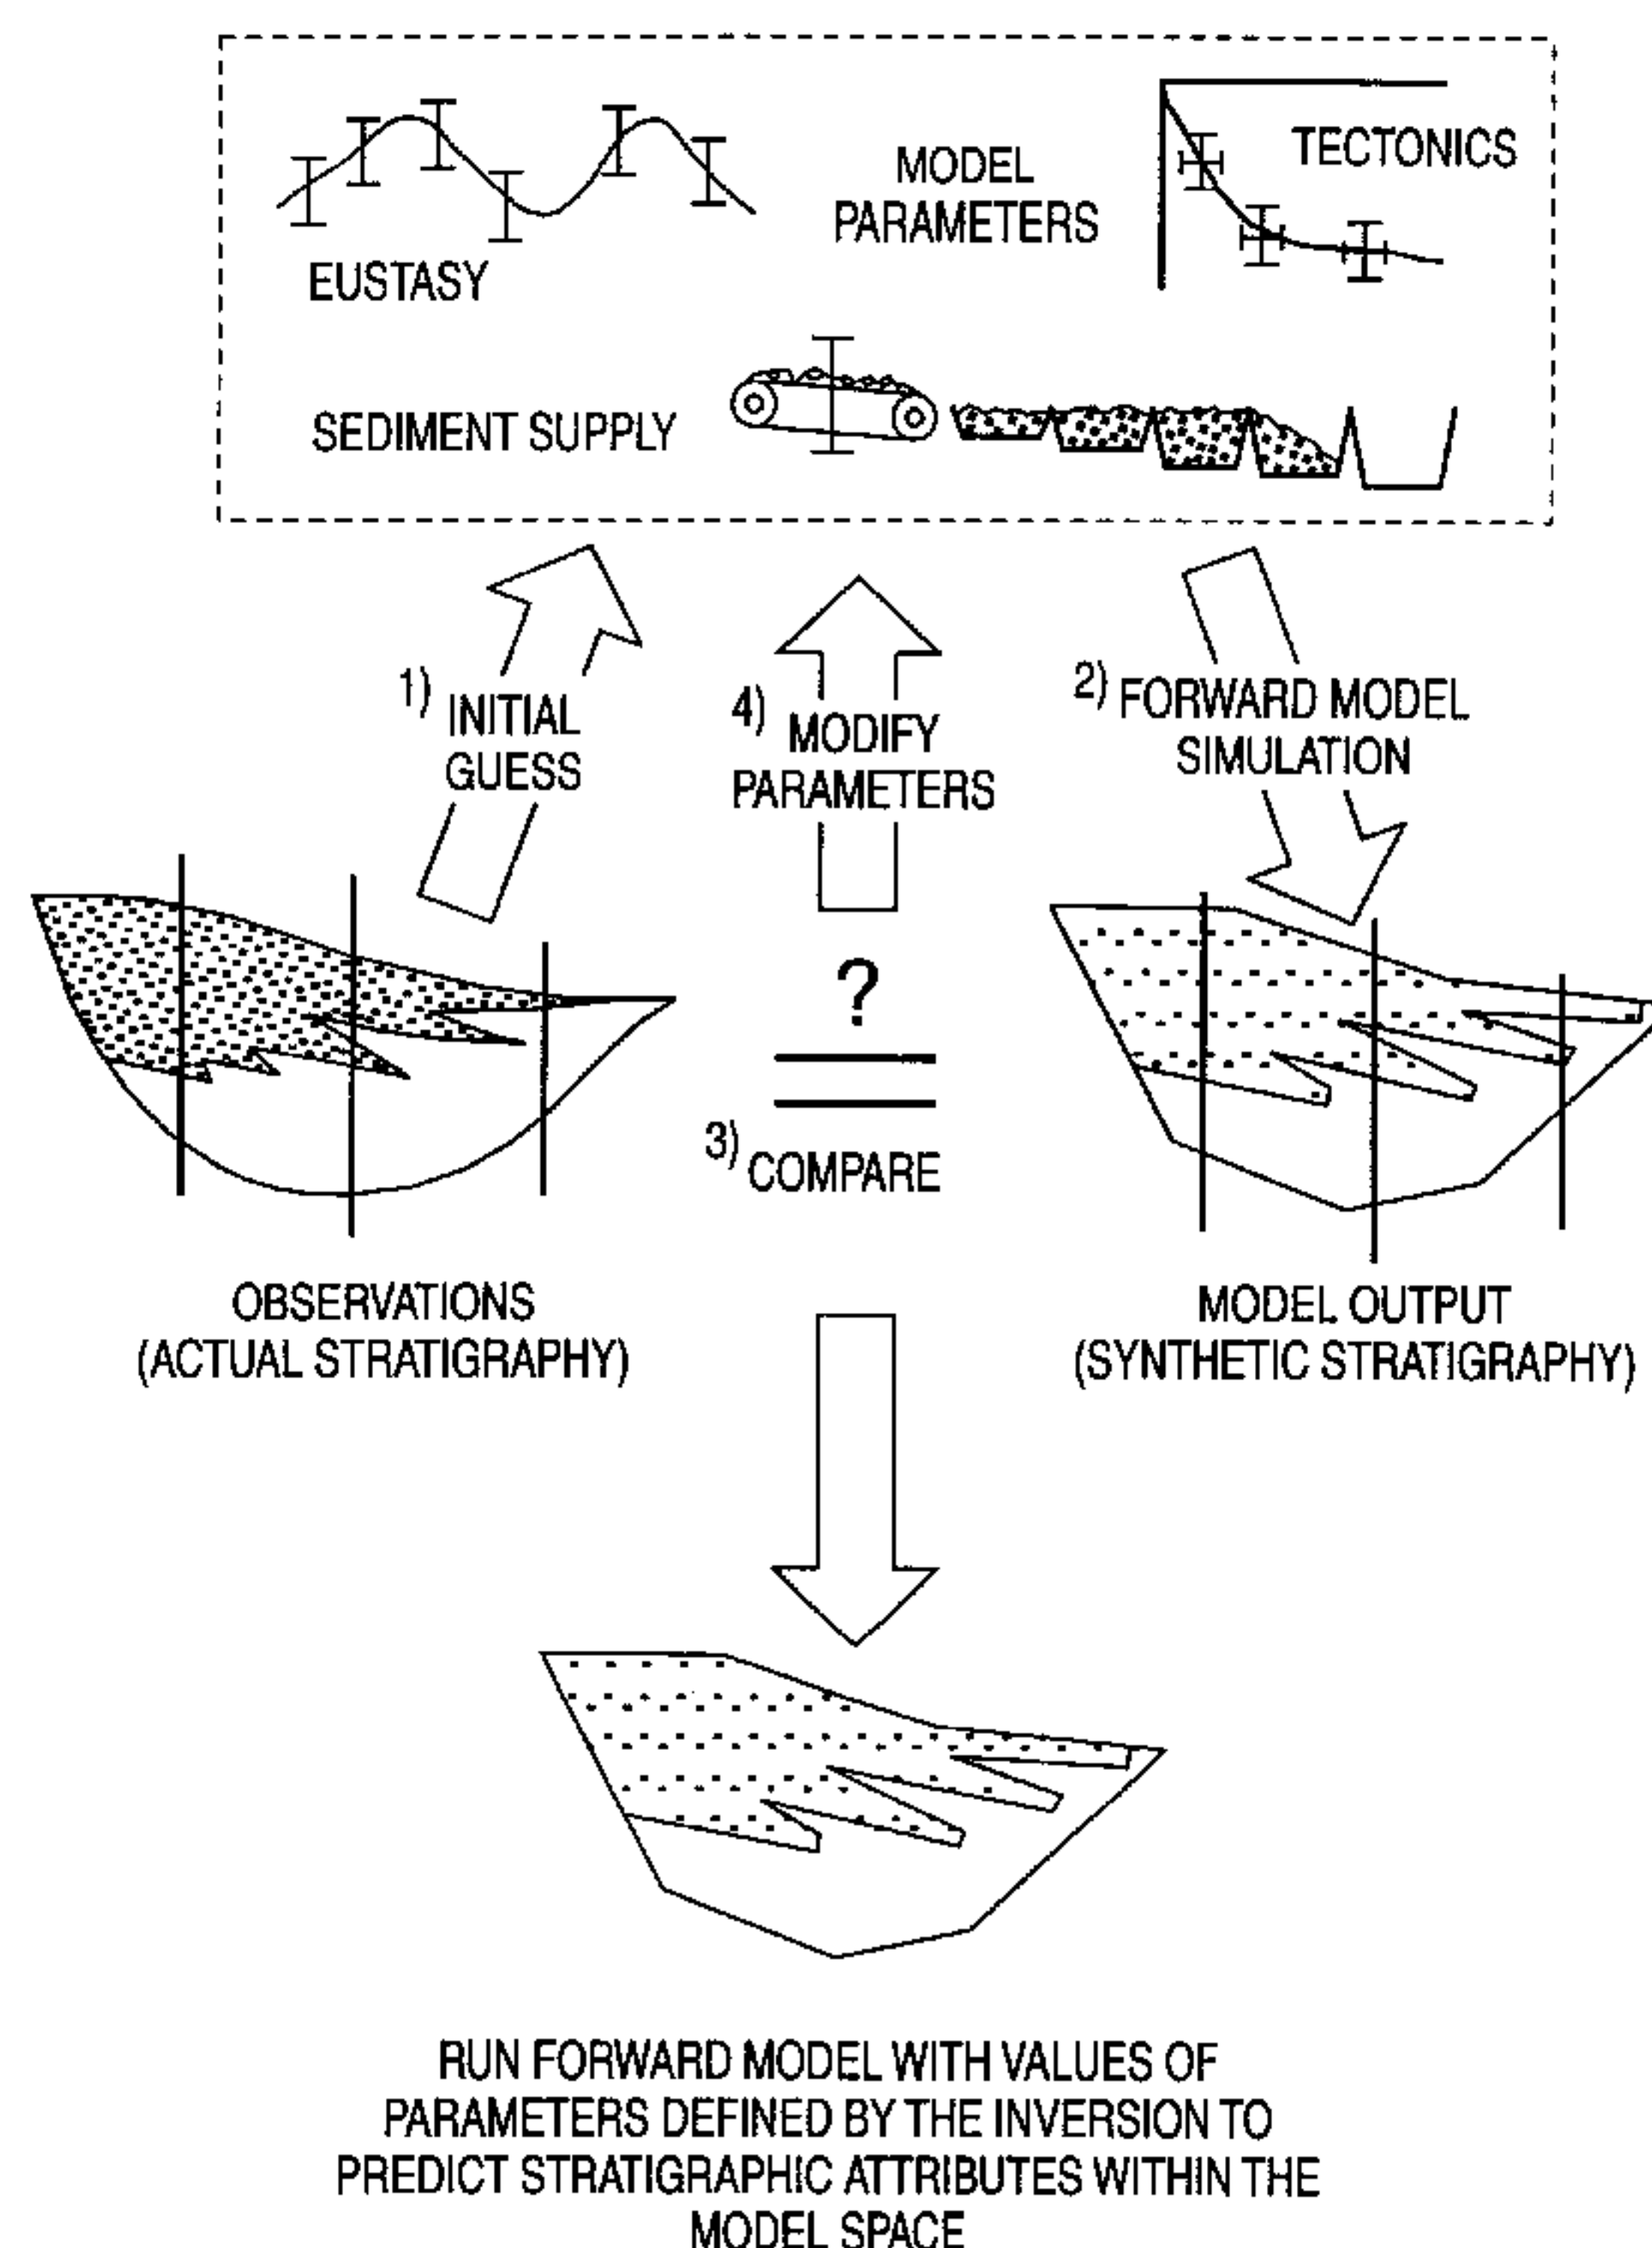 EUSTASY
MODEL
PARAMETERS
TECTONICS
SEDIMENT SUPPLY
1) INITIAL
GUESS
4) MODIFY
PARAMETERS
2) FORWARD MODEL
SIMULATION
?
3) COMPARE
OBSERVATIONS
(ACTUAL STRATIGRAPHY)
MODEL OUTPUT
(SYNTHETIC STRATIGRAPHY)
RUN FORWARD MODEL WITH VALUES OF
PARAMETERS DEFINED BY THE INVERSION TO
PREDICT STRATIGRAPHIC ATTRIBUTES WITHIN THE
MODEL SPACE